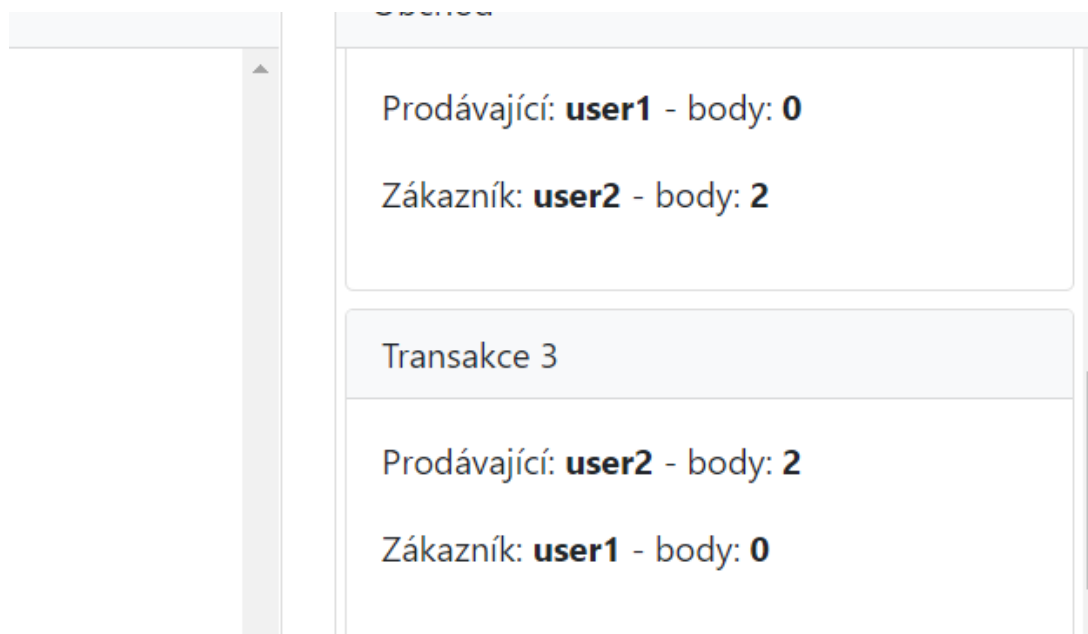 Prodávající: user1 - body: 0
Zákazník: user2 - body: 2
Transakce 3
Prodávající: user2 - body: 2
Zákazník: user1 - body: 0